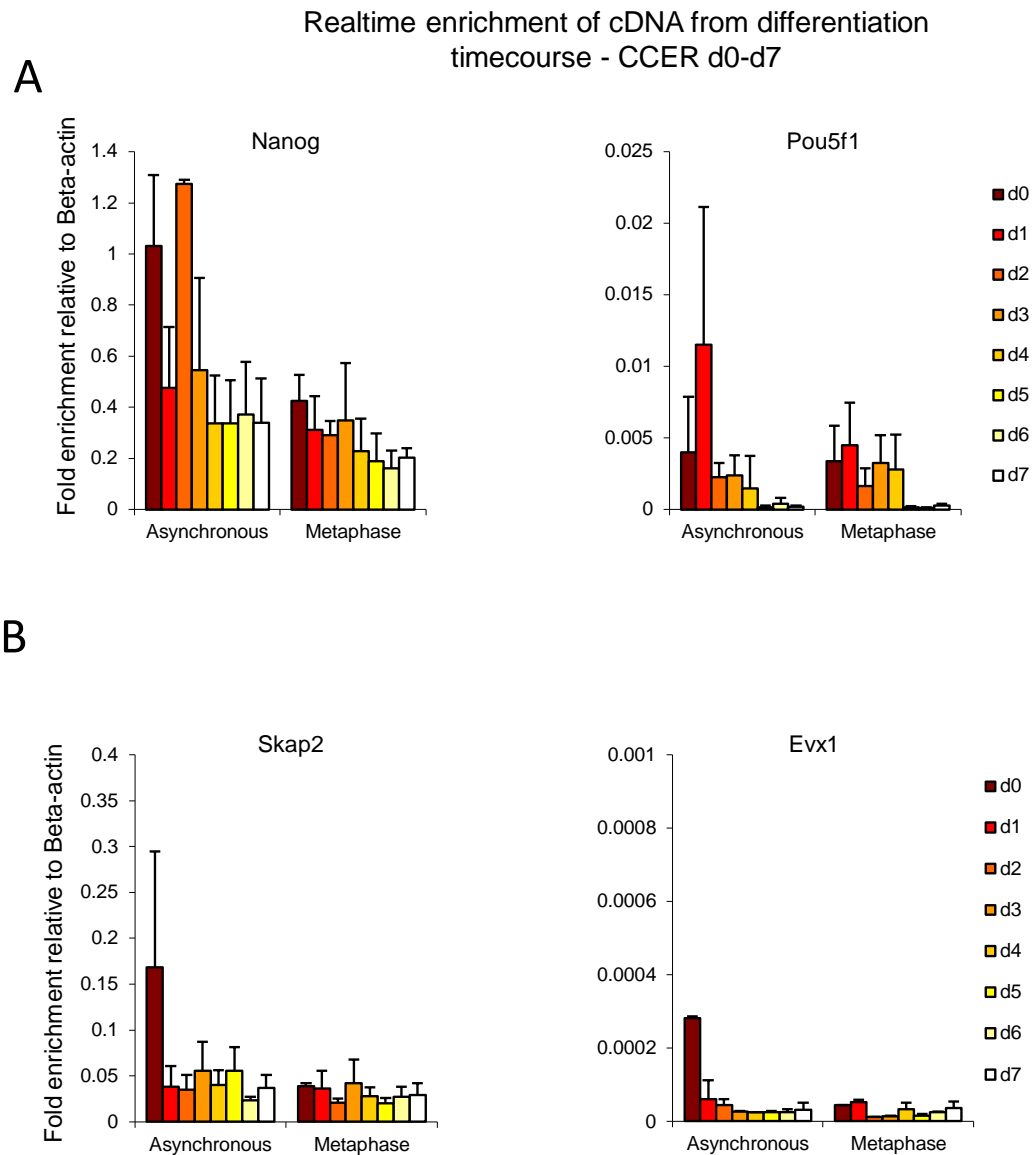 Realtime enrichment of cDNA from differentiation
timecourse - CCER d0-d7
A
Fold enrichment relative to Beta-actin
Nanog
1.4
1.2
1
0.8
0.6
0.4
0.2
0
Asynchronous Metaphase
Pou5f1
0.025
0.02
0.015
0.01
0.005
0
Asynchronous Metaphase
d0
d1
d2
d3
d4
d5
d6
d7
B
Fold enrichment relative to Beta-actin
Skap2
0.4
0.35
0.3
0.25
0.2
0.15
0.1
0.05
0
Asynchronous Metaphase
Evx1
0.001
0.0008
0.0006
0.0004
0.0002
0
Asynchronous Metaphase
d0
d1
d2
d3
d4
d5
d6
d7